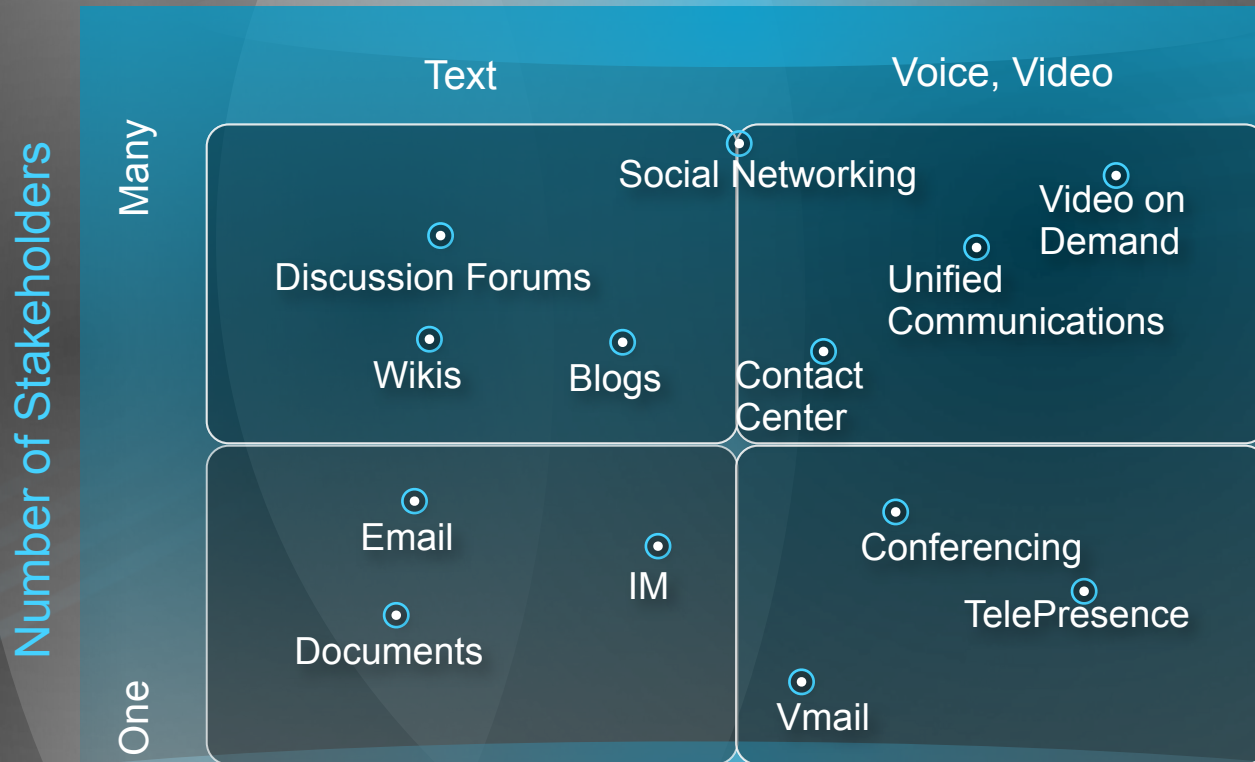 Text
Voice, Video
Number of Stakeholders
Many
One
Social Networking
Video on
Demand
Discussion Forums
Unified
Communications
Wikis
Blogs
Contact
Center
Email
Conferencing
IM
TelePresence
Documents
Vmail